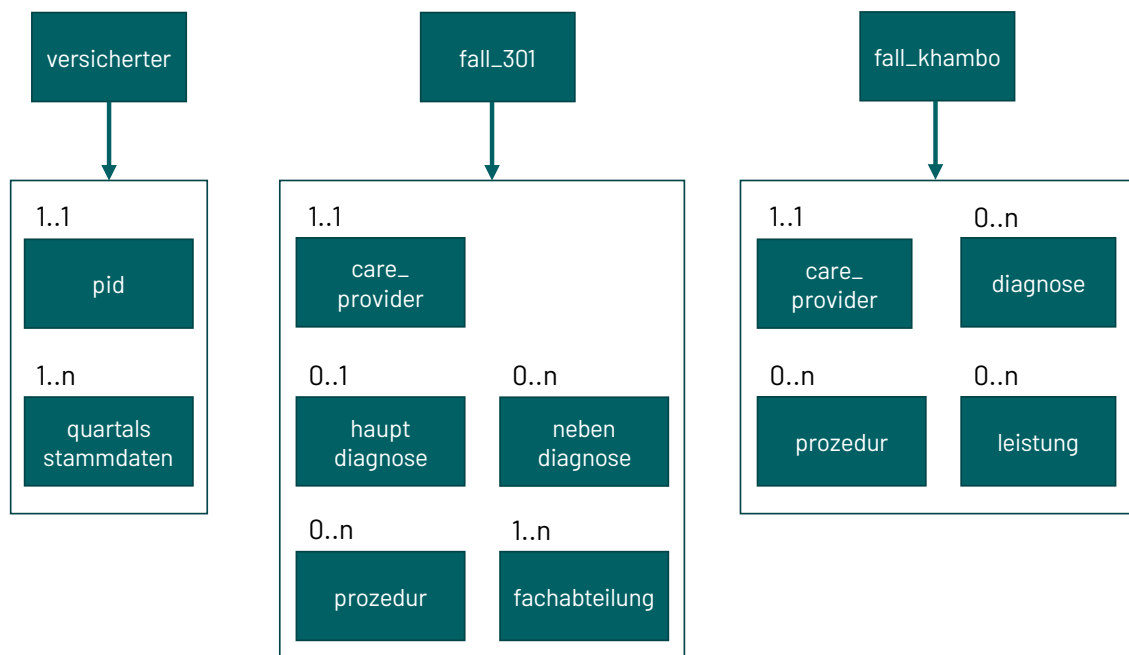 versicherter
fall_301
fall_khambo
1..1
pid
1..n
quartals
stammdaten
1..1
care_
provider
0..1
haupt
diagnose
0..n
neben
diagnose
0..n
prozedur
1..n
fachabteilung
1..1
care_
provider
0..n
diagnose
0..n
prozedur
0..n
leistung